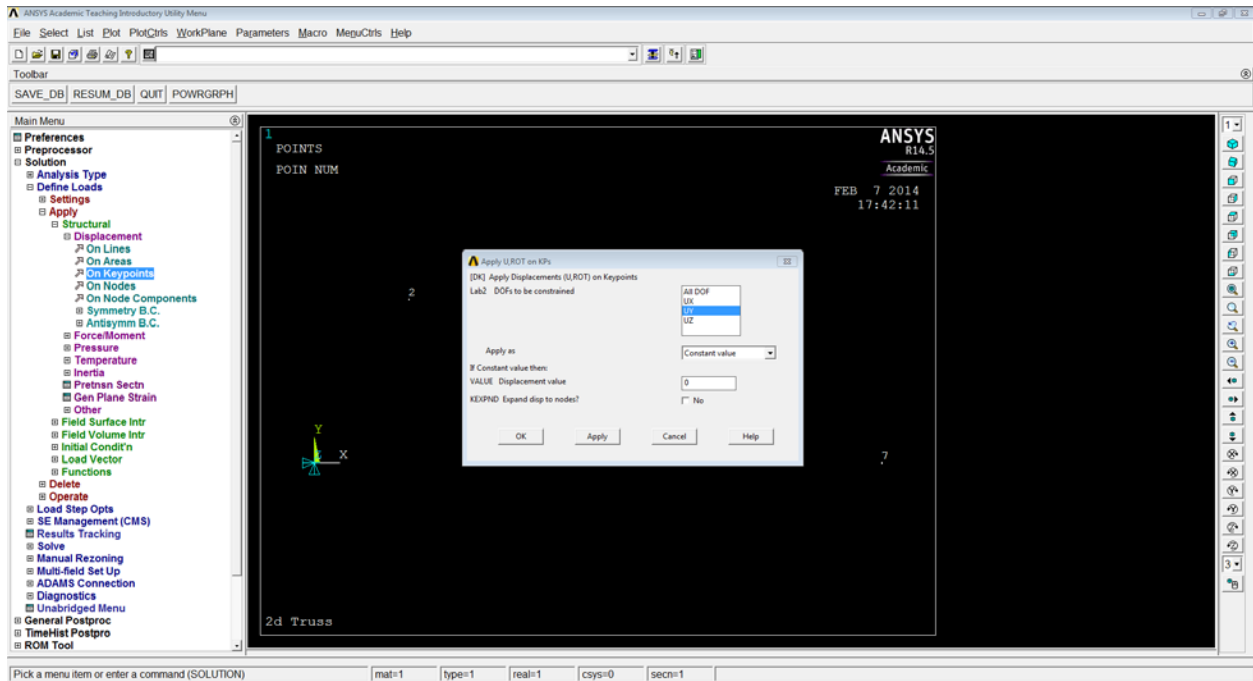 ANSYS Academic Teaching Introductory Utility Menu
File Select List Plot PlotCtrls WorkPlane Parameters Macro MenuCtrls Help
Toolbar
SAVE_DB RESUM_DB QUIT POWRGRPH
Main Menu
Preferences
Preprocessor
Solution
Analysis Type
Define Loads
Settings
Apply
Structural
Displacement
On Lines
On Areas
On Keypoints
On Nodes
On Node Components
Symmetry B.C.
Antisymm B.C.
Force/Moment
Pressure
Temperature
Inertia
Pretnsn Sectn
Gen Plane Strain
Other
Field Surface Intr
Field Volume Intr
Initial Condit'n
Load Vector
Functions
Delete
Operate
Load Step Opts
SE Management (CMS)
Results Tracking
Solve
Manual Rezoning
Multi-field Set Up
ADAMS Connection
Diagnostics
Unabridged Menu
General Postproc
TimeHist Postpro
ROM Tool
1
POINTS
POIN NUM
ANSYS
R14.5
Academic
FEB 7 2014
17:42:11
2
Y
X
7
2d Truss
Apply U,ROT on KPs
[DK] Apply Displacements (U,ROT) on Keypoints
Lab2 DOFs to be constrained
All DOF
UX
UY
UZ
Apply as
Constant value
If Constant value then:
VALUE Displacement value
0
KEXPND Expand disp to nodes?
No
OK Apply Cancel Help
1
3
Pick a menu item or enter a command (SOLUTION)
mat=1
type=1
real=1
csys=0
secn=1